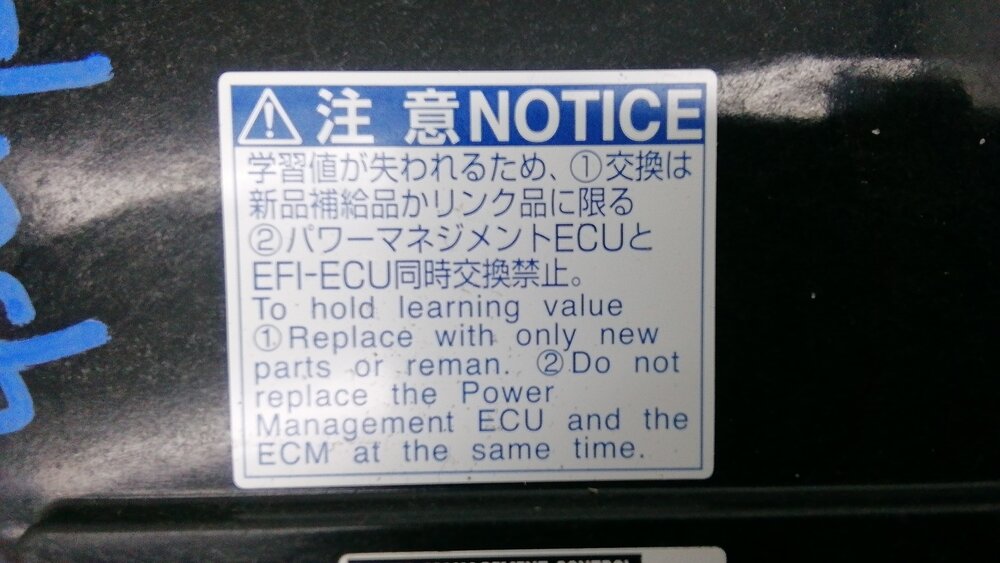 注意NOTICE
学習値が失われるため、①交換は
新品補給品かリンク品に限る
②パワーマネジメントECUと
EFI-ECU同時交換禁止。
To hold learning value
①.Replace with only new
parts or reman. ②Do not
replace the Power
Management ECU and the
ECM at the same time.